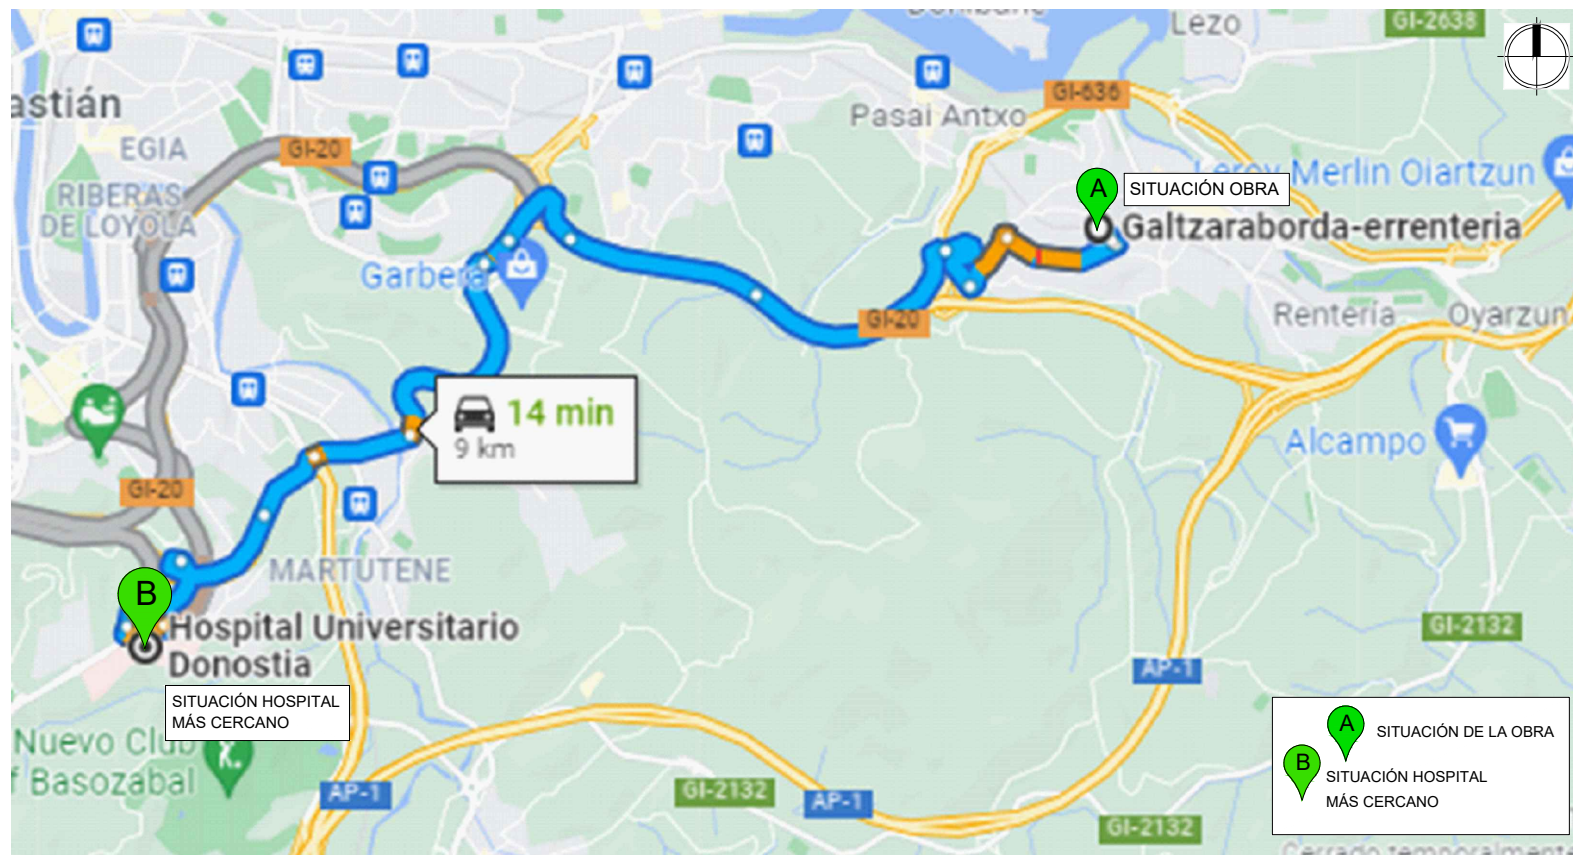 Lezo
GI-2638
astián
GI-636
Pasai Antxo
EGIA
GI-20
Leroy Merlin Oiartzun
A
SITUACIÓN OBRA
RIBERAS
DE LOYOLA
Galtzaraborda-errenteria
Garbera
GI-20
Rentería
Oyarzun
14 min
9 km
Alcampo
GI-20
MARTUTENE
B
Hospital Universitario
Donostia
GI-2132
AP-1
SITUACIÓN HOSPITAL
MÁS CERCANO
Nuevo Club
f Basozabal
A
SITUACIÓN DE LA OBRA
B
SITUACIÓN HOSPITAL
MÁS CERCANO
AP-1
GI-2132
AP-1
GI-2132
Cerrado temporalmente